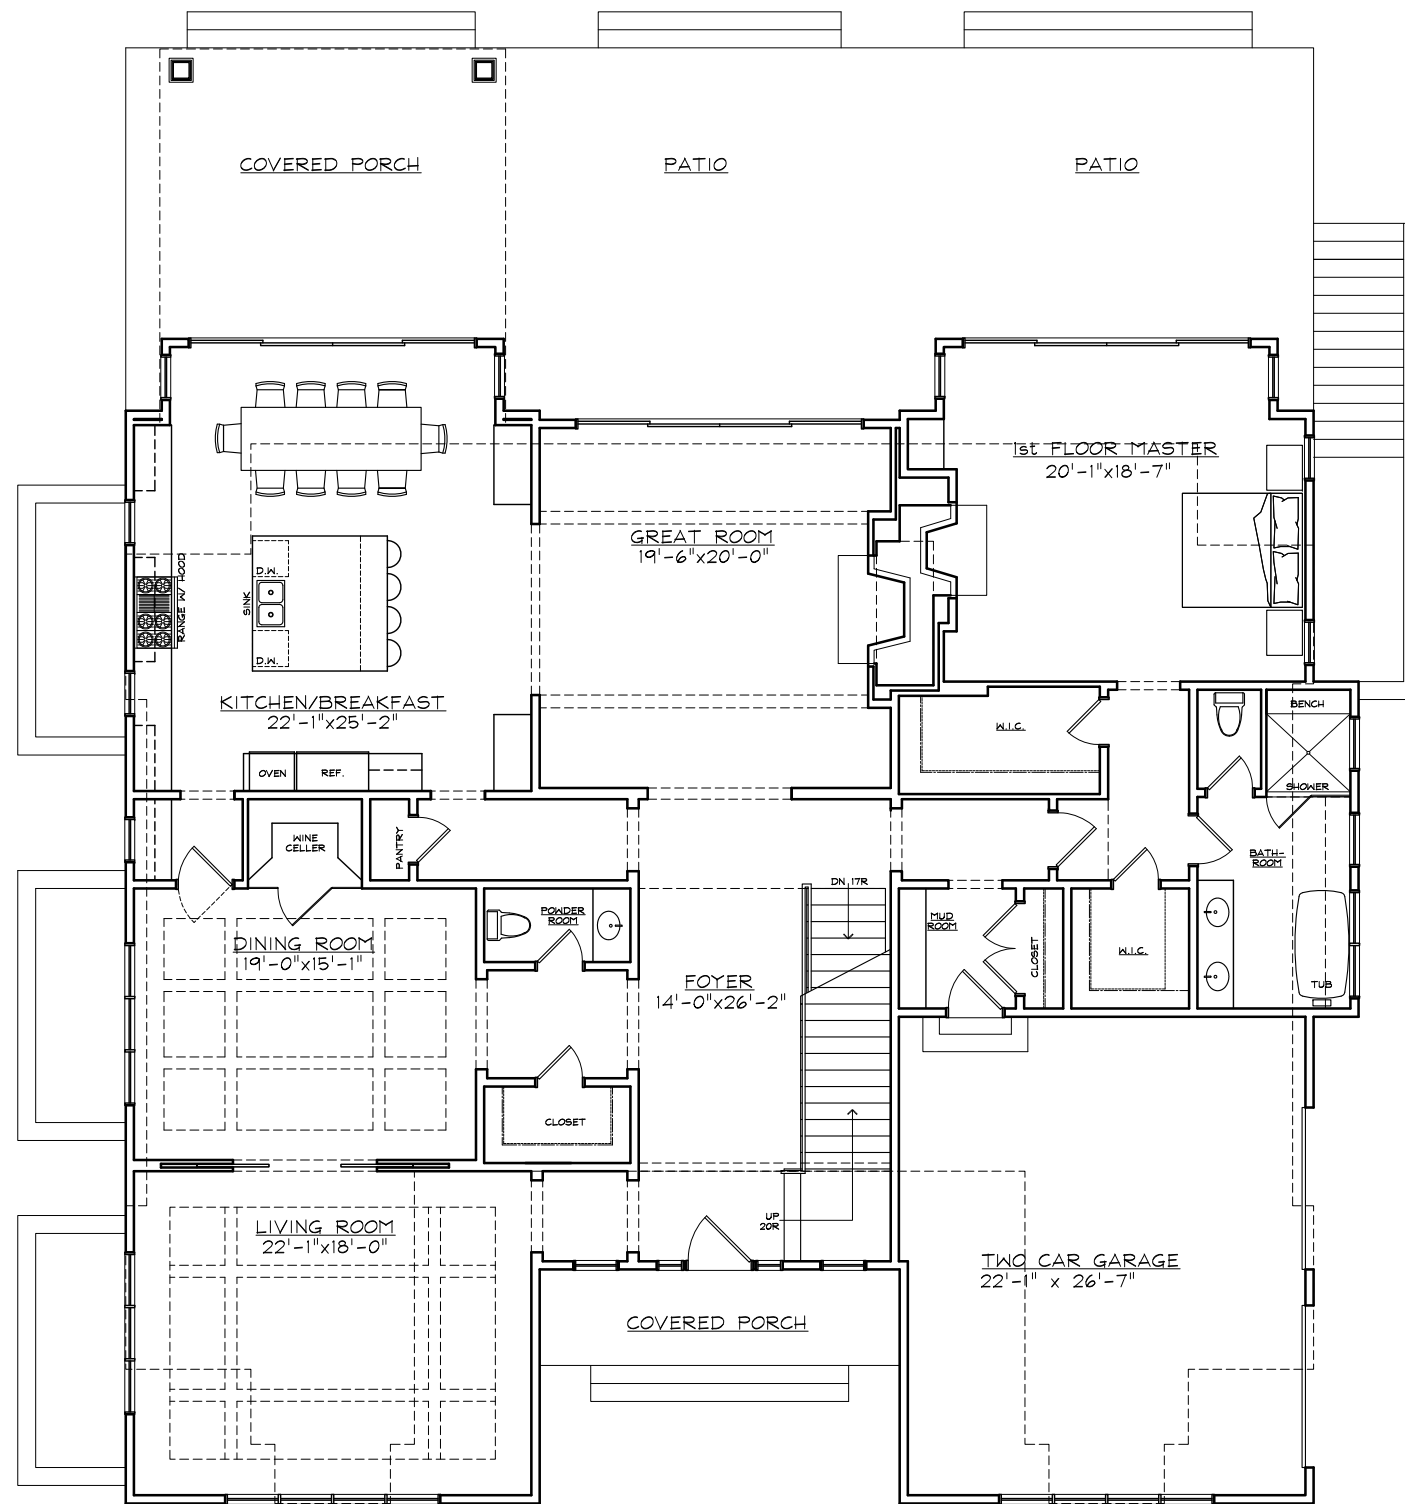 COVERED PORCH
PATIO
PATIO
1st FLOOR MASTER
20'-1"x18'-7"
GREAT ROOM
19'-6"x20'-0"
RANGE W/ HOOD
D.W.
SINK
D.W.
KITCHEN/BREAKFAST
22'-1"x25'-2"
OVEN
REF.
W.I.C.
BENCH
SHOWER
WINE
CELLER
PANTRY
BATH-
ROOM
DN 17R
POWDER
ROOM
MUD
ROOM
DINING ROOM
19'-0"x15'-1"
CLOSET
W.I.C.
FOYER
14'-0"x26'-2"
TUB
CLOSET
LIVING ROOM
22'-1"x18'-0"
UP
20R
TWO CAR GARAGE
22'-1" x 26'-7"
COVERED PORCH